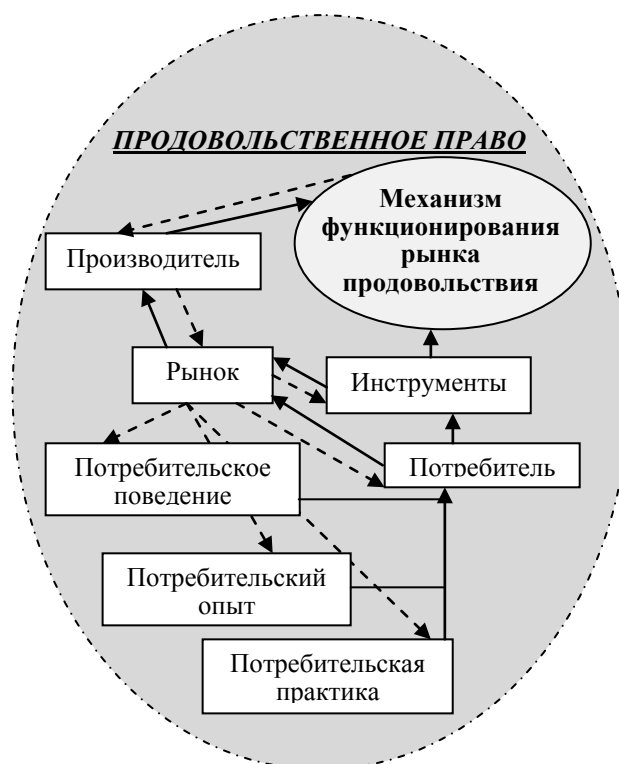 ПРОДОВОЛЬСТВЕННОЕ ПРАВО
Механизм
функционирования
рынка
продовольствия
Производитель
Рынок
Инструменты
Потребительское
поведение
Потребитель
Потребительский
опыт
Потребительская
практика